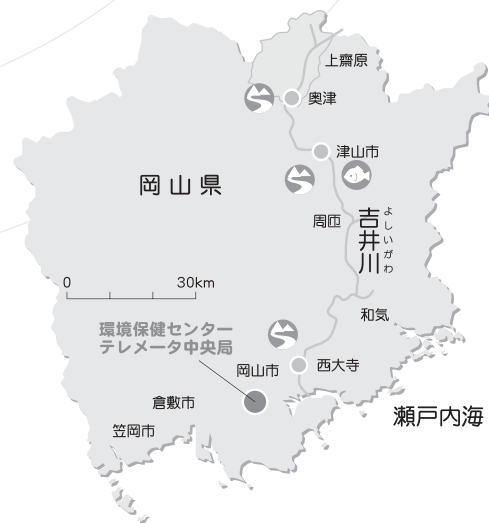 上齋原
奥津
津山市
岡山県
周匝
吉井川
よしいがわ
0 30km
和気
環境保健センター
テレメータ中央局
岡山市
西大寺
倉敷市
瀬戸内海
笠岡市